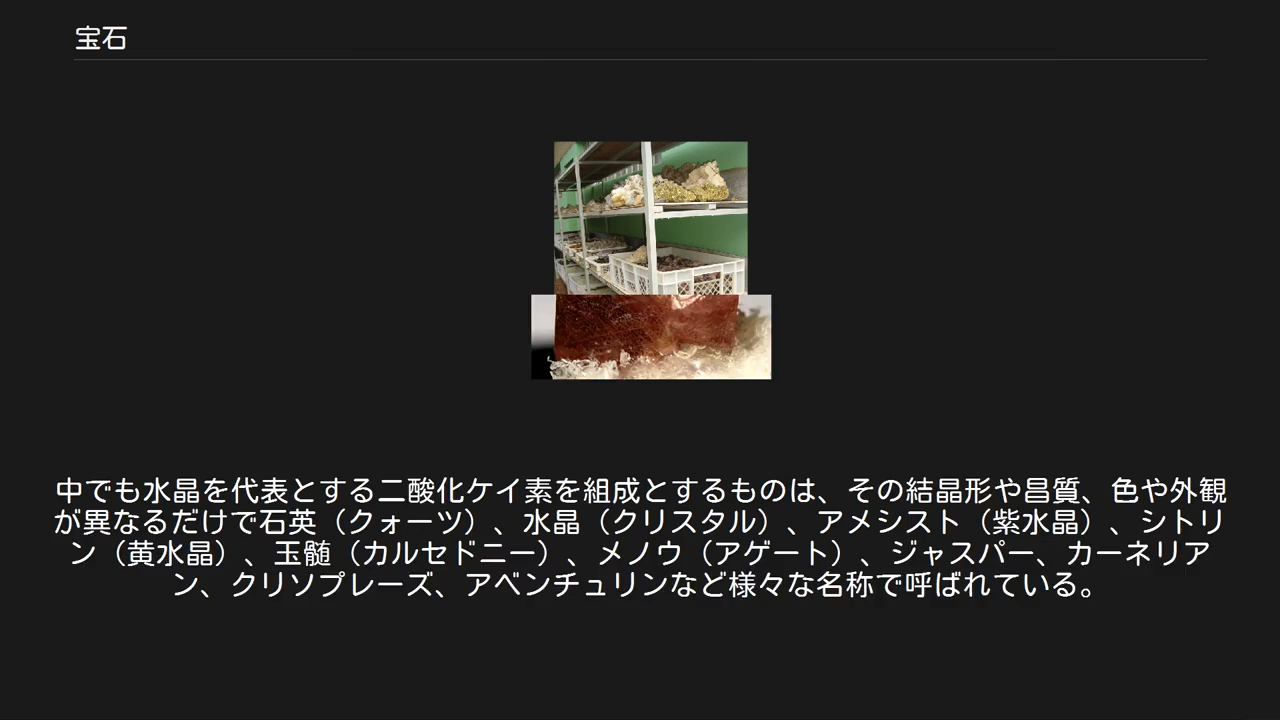 宝石
中でも水晶を代表とする二酸化ケイ素を組成とするものは、その結晶形や昌質、色や外観
が異なるだけで石英（クォーツ）、水晶（クリスタル）、アメシスト（紫水晶）、シトリ
ン（黄水晶）、玉髄（カルセドニー）、メノウ（アゲート）、ジャスパー、カーネリア
ン、クリソプレーズ、アベンチュリンなど様々な名称で呼ばれている。